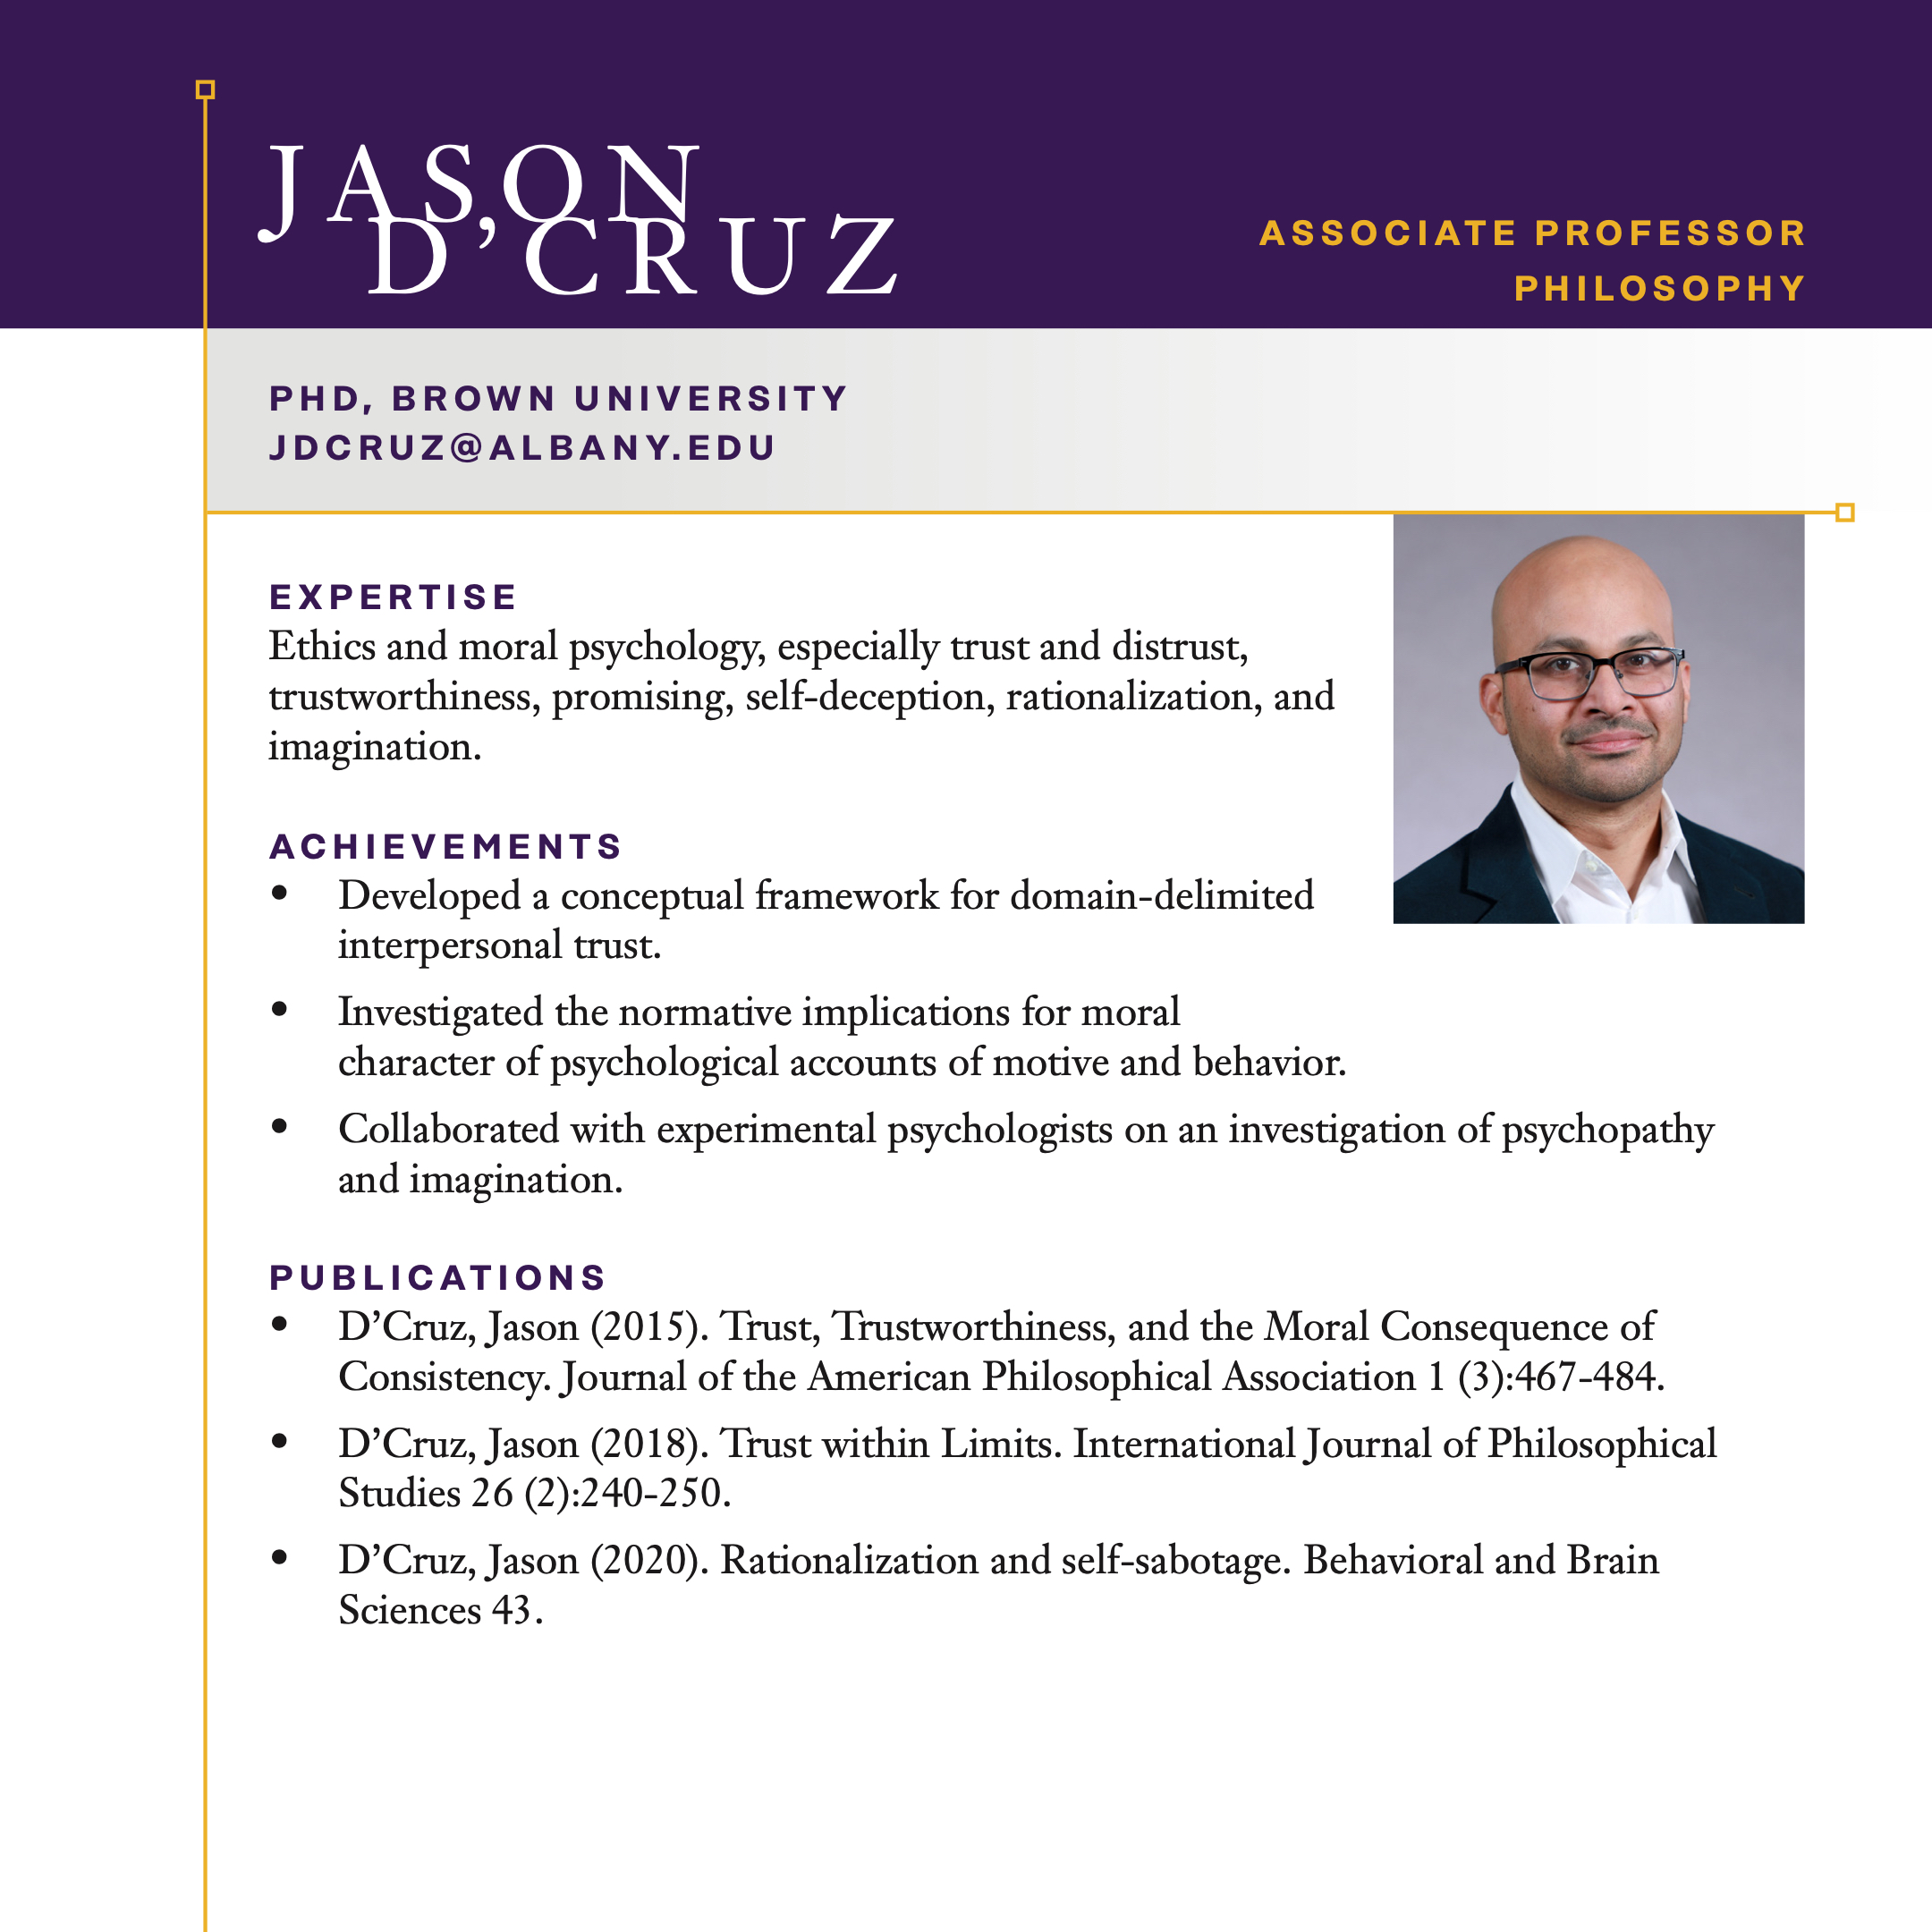 JASON
D’CRUZ
ASSOCIATE PROFESSOR
PHILOSOPHY
PHD, BROWN UNIVERSITY
JDCRUZ@ALBANY.EDU
EXPERTISE
Ethics and moral psychology, especially trust and distrust,
trustworthiness, promising, self-deception, rationalization, and
imagination.
ACHIEVEMENTS
• Developed a conceptual framework for domain-delimited
interpersonal trust.
• Investigated the normative implications for moral
character of psychological accounts of motive and behavior.
• Collaborated with experimental psychologists on an investigation of psychopathy
and imagination.
PUBLICATIONS
• D’Cruz, Jason (2015). Trust, Trustworthiness, and the Moral Consequence of
Consistency. Journal of the American Philosophical Association 1 (3):467-484.
• D’Cruz, Jason (2018). Trust within Limits. International Journal of Philosophical
Studies 26 (2):240-250.
• D’Cruz, Jason (2020). Rationalization and self-sabotage. Behavioral and Brain
Sciences 43.